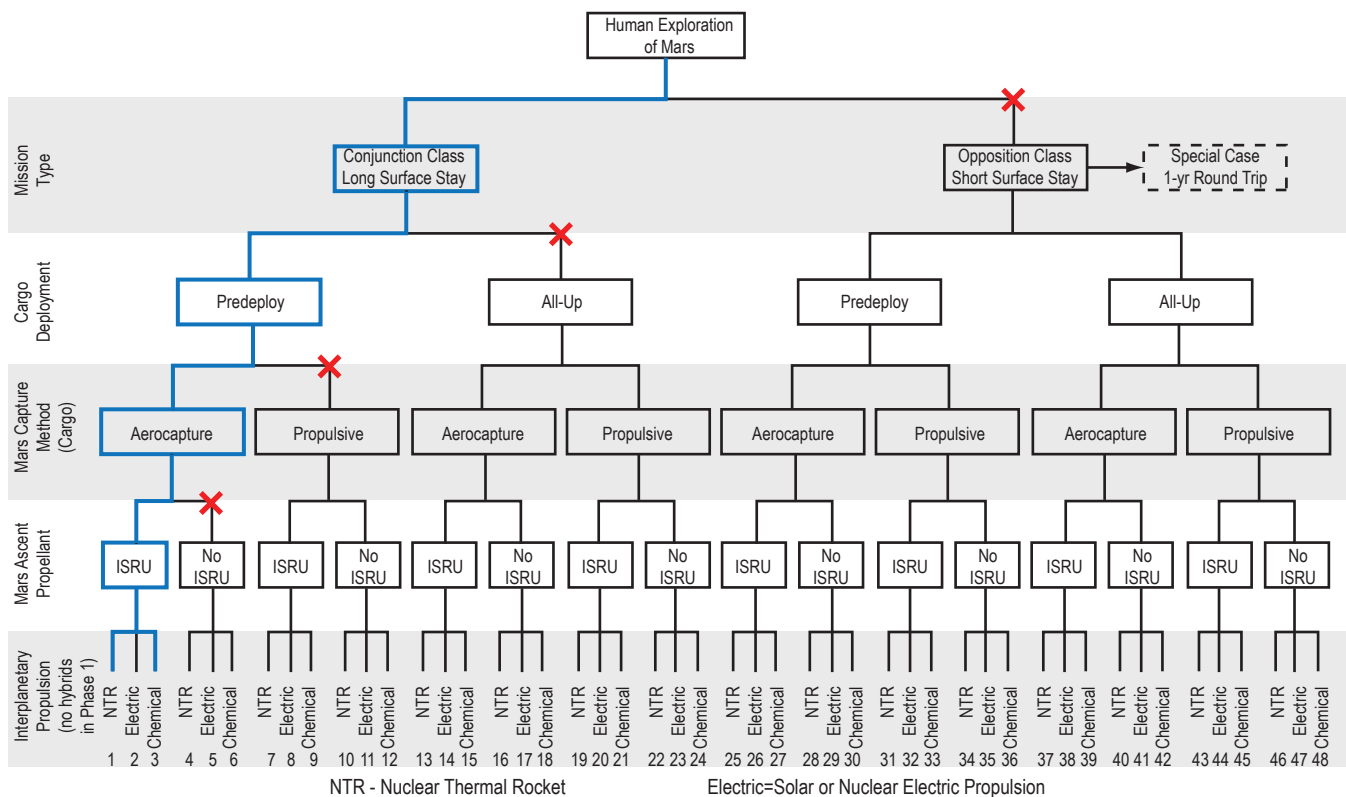 Human Exploration
of Mars
Mission
Type
Conjunction Class
Long Surface Stay
Opposition Class
Short Surface Stay
Special Case
1-yr Round Trip
Cargo
Deployment
Predeploy
All-Up
Predeploy
All-Up
Mars Capture
Method
(Cargo)
Aerocapture
Propulsive
Aerocapture
Propulsive
Aerocapture
Propulsive
Aerocapture
Propulsive
Mars Ascent
Propellant
ISRU
No
ISRU
ISRU
No
ISRU
ISRU
No
ISRU
ISRU
No
ISRU
ISRU
No
ISRU
ISRU
No
ISRU
ISRU
No
ISRU
ISRU
No
ISRU
Interplanetary
Propulsion
(no hybrids
in Phase 1)
NTR
Electric
Chemical
NTR
Electric
Chemical
NTR
Electric
Chemical
NTR
Electric
Chemical
NTR
Electric
Chemical
NTR
Electric
Chemical
NTR
Electric
Chemical
NTR
Electric
Chemical
NTR
Electric
Chemical
NTR
Electric
Chemical
NTR
Electric
Chemical
NTR
Electric
Chemical
NTR
Electric
Chemical
NTR
Electric
Chemical
NTR
Electric
Chemical
NTR
Electric
Chemical
1 2 3 4 5 6 7 8 9 10 11 12 13 14 15 16 17 18 19 20 21 22 23 24 25 26 27 28 29 30 31 32 33 34 35 36 37 38 39 40 41 42 43 44 45 46 47 48
NTR - Nuclear Thermal Rocket
Electric=Solar or Nuclear Electric Propulsion